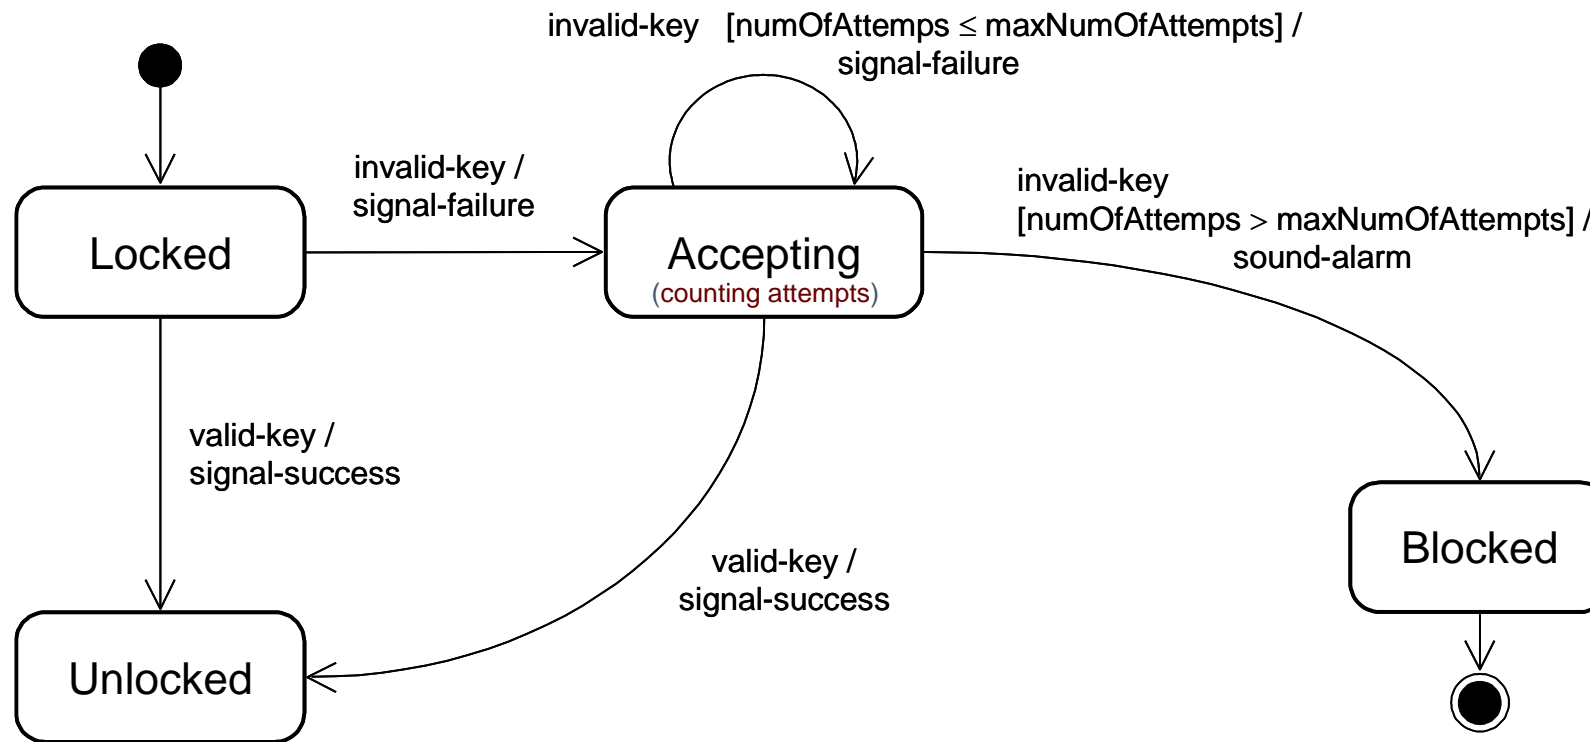 invalid-key [numOfAttemps ≤ maxNumOfAttempts] /
signal-failure
invalid-key /
signal-failure
invalid-key
[numOfAttemps > maxNumOfAttempts] /
sound-alarm
Locked
Accepting
(counting attempts)
valid-key /
signal-success
valid-key /
signal-success
Blocked
Unlocked